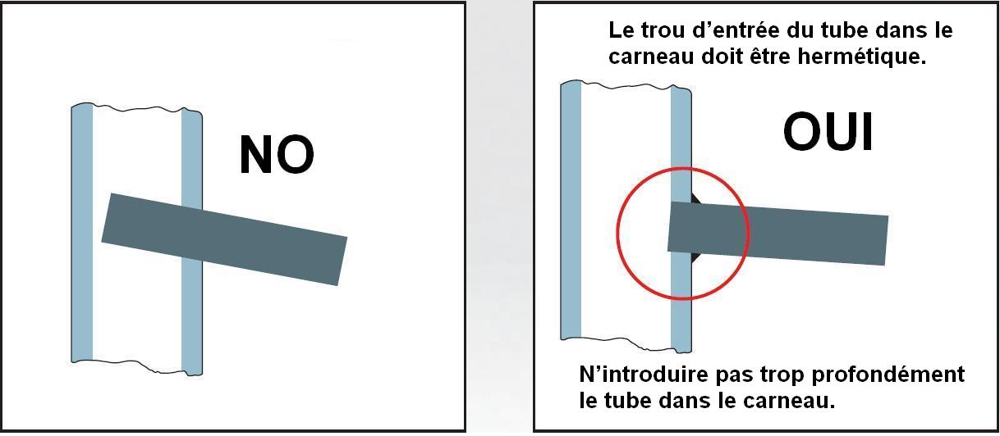 NO
Le trou d’entrée du tube dans le
carneau doit être hermétique.
OUI
N’introduire pas trop profondément
le tube dans le carneau.